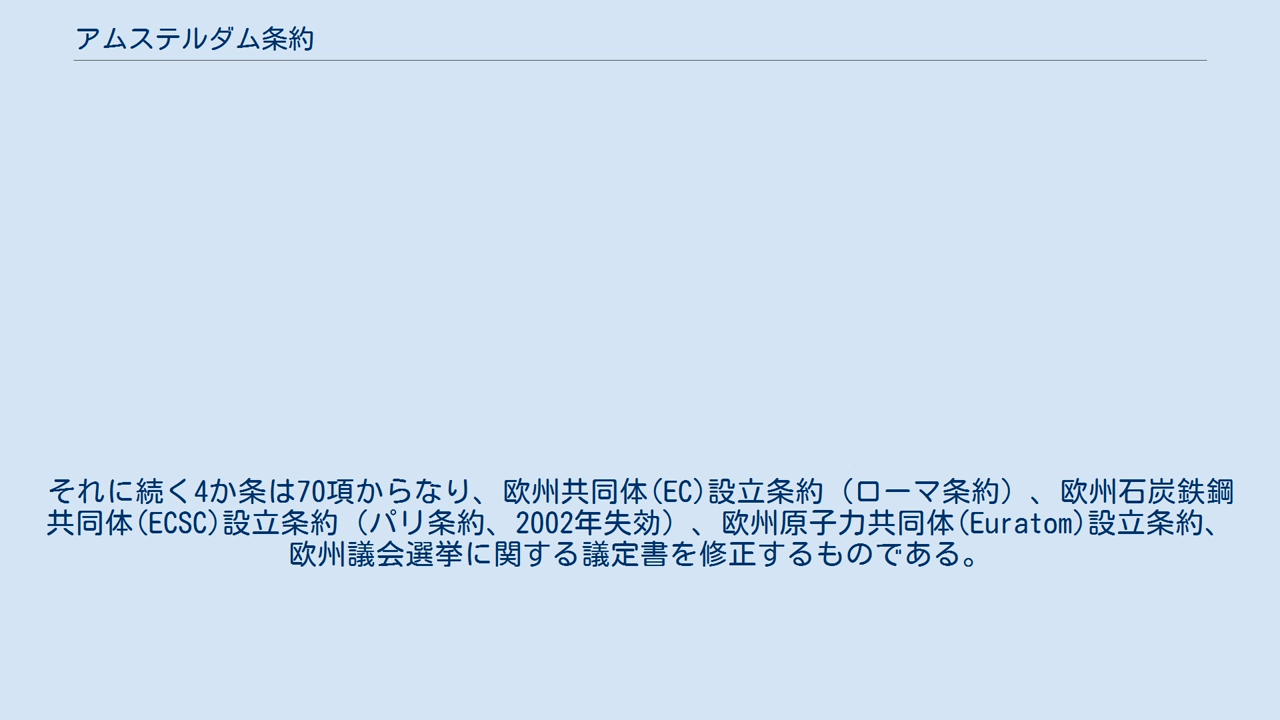 アムステルダム条約
それに続く4か条は70項からなり、欧州共同体(EC)設立条約（ローマ条約）、欧州石炭鉄鋼
共同体(ECSC)設立条約（パリ条約、2002年失効）、欧州原子力共同体(Euratom)設立条約、
欧州議会選挙に関する議定書を修正するものである。